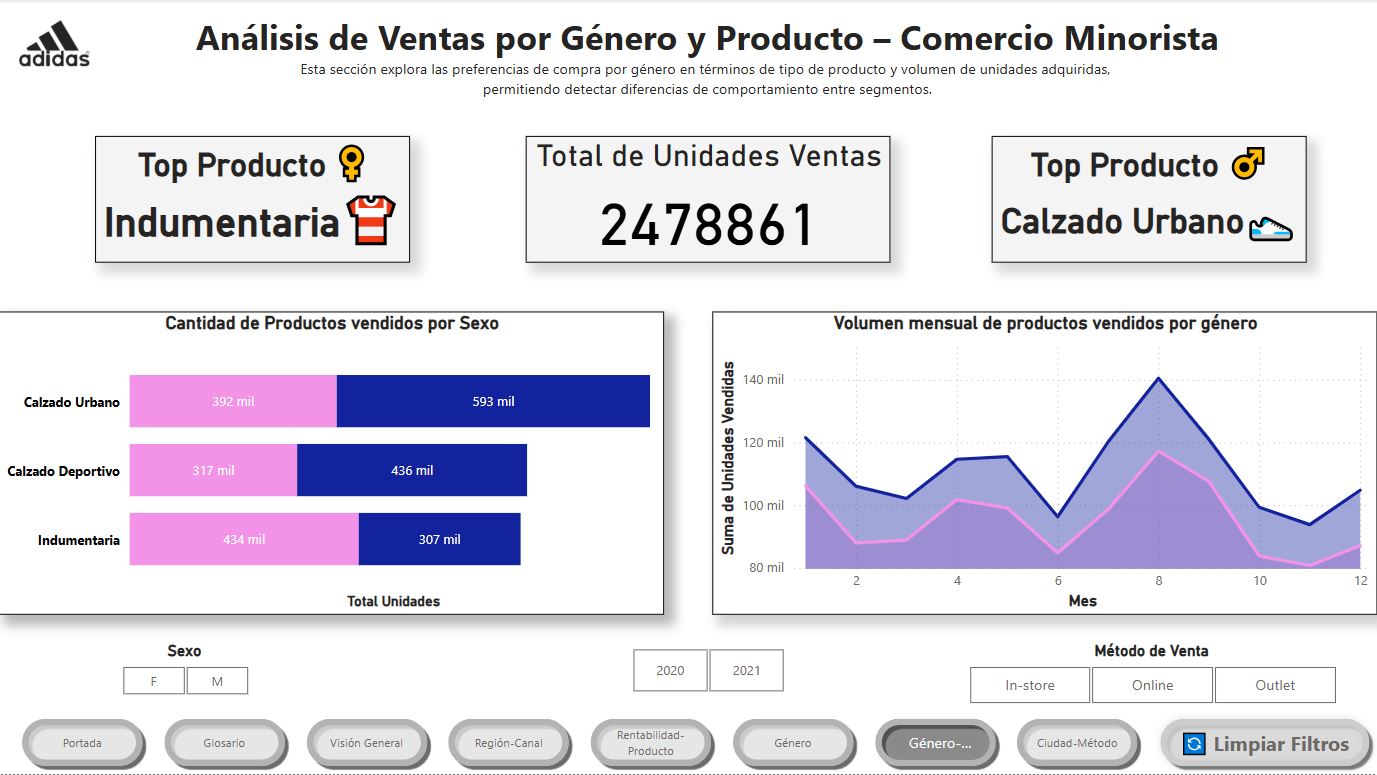 adidas
Análisis de Ventas por Género y Producto – Comercio Minorista
Esta sección explora las preferencias de compra por género en términos de tipo de producto y volumen de unidades adquiridas,
permitiendo detectar diferencias de comportamiento entre segmentos.
Top Producto
Indumentaria
Total de Unidades Ventas
2478861
Top Producto
Calzado Urbano
Cantidad de Productos vendidos por Sexo
Calzado Urbano
392 mil
593 mil
Calzado Deportivo
317 mil
436 mil
Indumentaria
434 mil
307 mil
Total Unidades
Volumen mensual de productos vendidos por género
Suma de Unidades Vendidas
140 mil
120 mil
100 mil
80 mil
2
4
6
8
10
12
Mes
Sexo
F
M
2020
2021
Método de Venta
In-store
Online
Outlet
Portada
Glosario
Visión General
Región-Canal
Rentabilidad-
Producto
Género
Género-...
Ciudad-Método
Limpiar Filtros